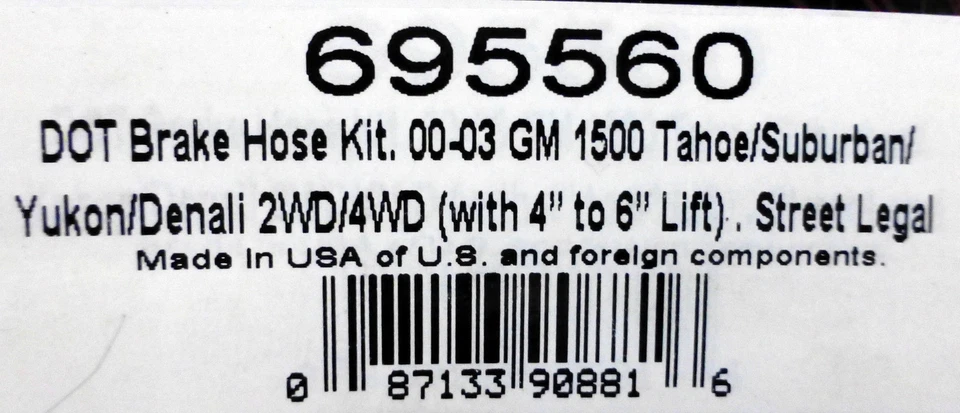 695560
DOT Brake Hose Kit. 00-03 GM 1500 Tahoe/Suburban/
Yukon/Denali 2WD/4WD (with 4" to 6" Lift). Street Legal
Made in USA of U.S. and foreign components.
0 87133 90881 6